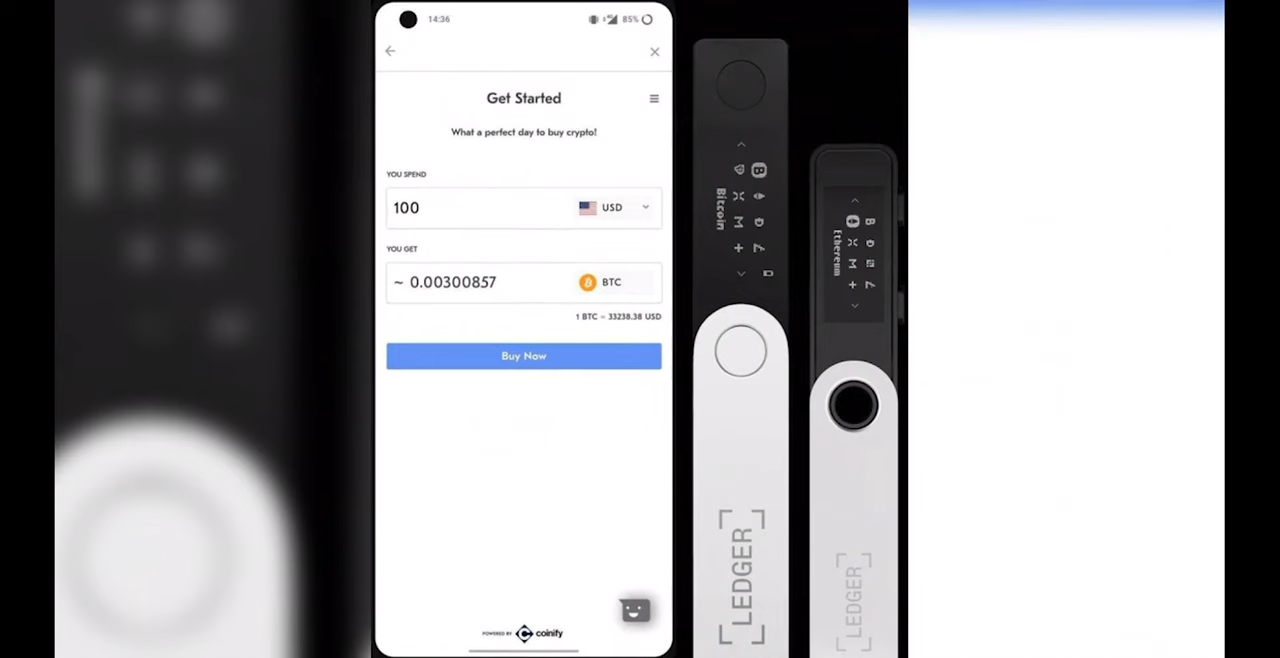 14:36
85%
Get Started
What a perfect day to buy crypto!
YOU SPEND
100
USD
YOU GET
~ 0.00300857
BTC
1 BTC = 33238.38 USD
Buy Now
POWERED BY coinify
Bitcoin
LEDGER
Ethereum
LEDGER